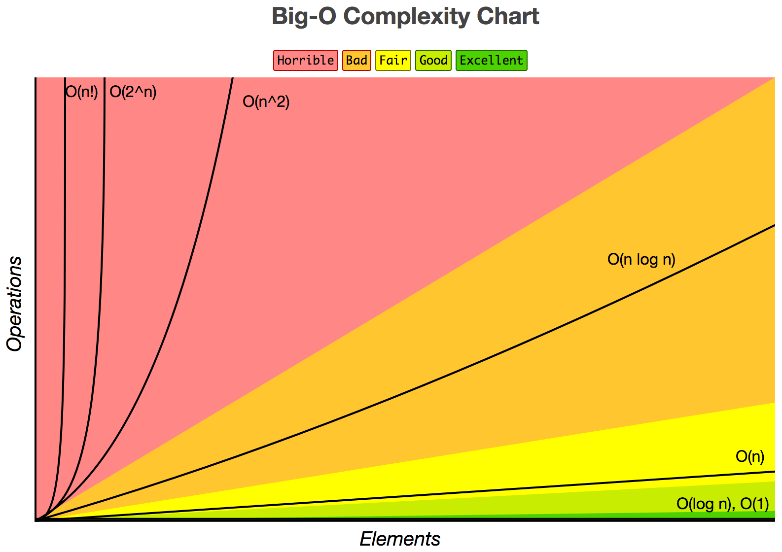 Big-O Complexity Chart
Horrible Bad Fair Good Excellent
O(n!) O(2^n)
O(n^2)
O(n log n)
O(n)
O(log n), O(1)
Operations
Elements